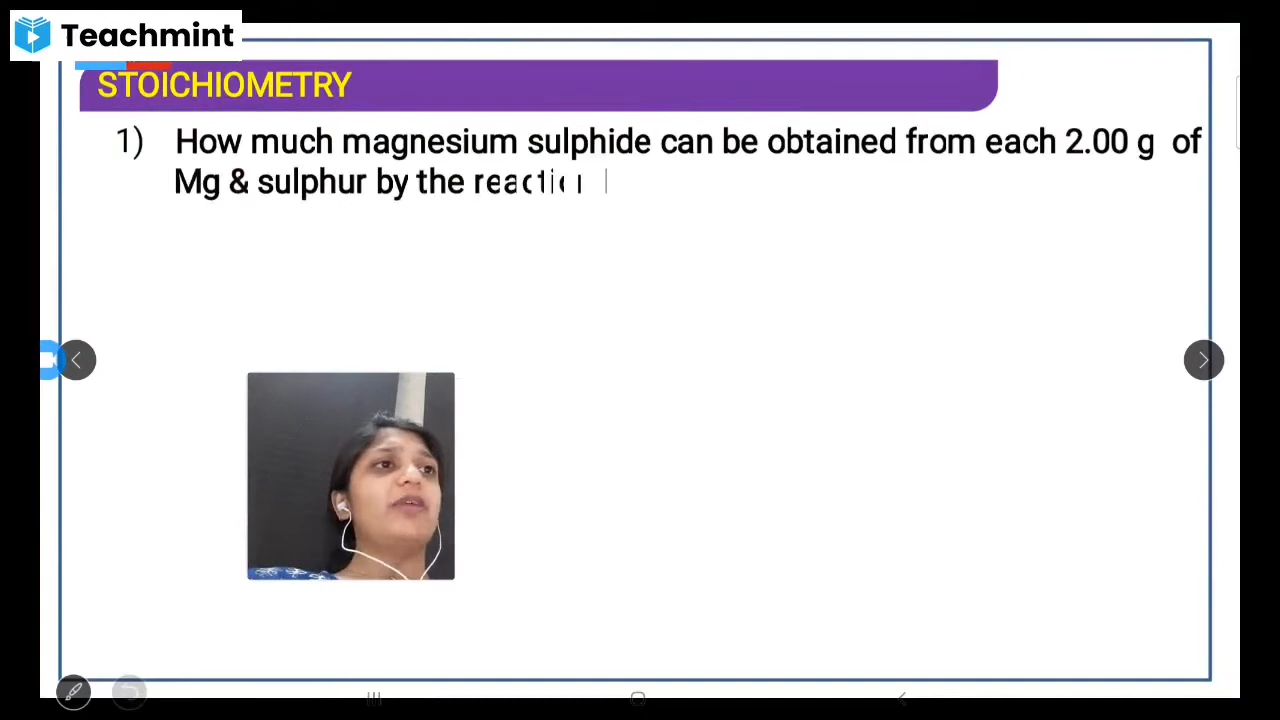 Teachmint
STOICHIOMETRY
1) How much magnesium sulphide can be obtained from each 2.00 g of
Mg & sulphur by the